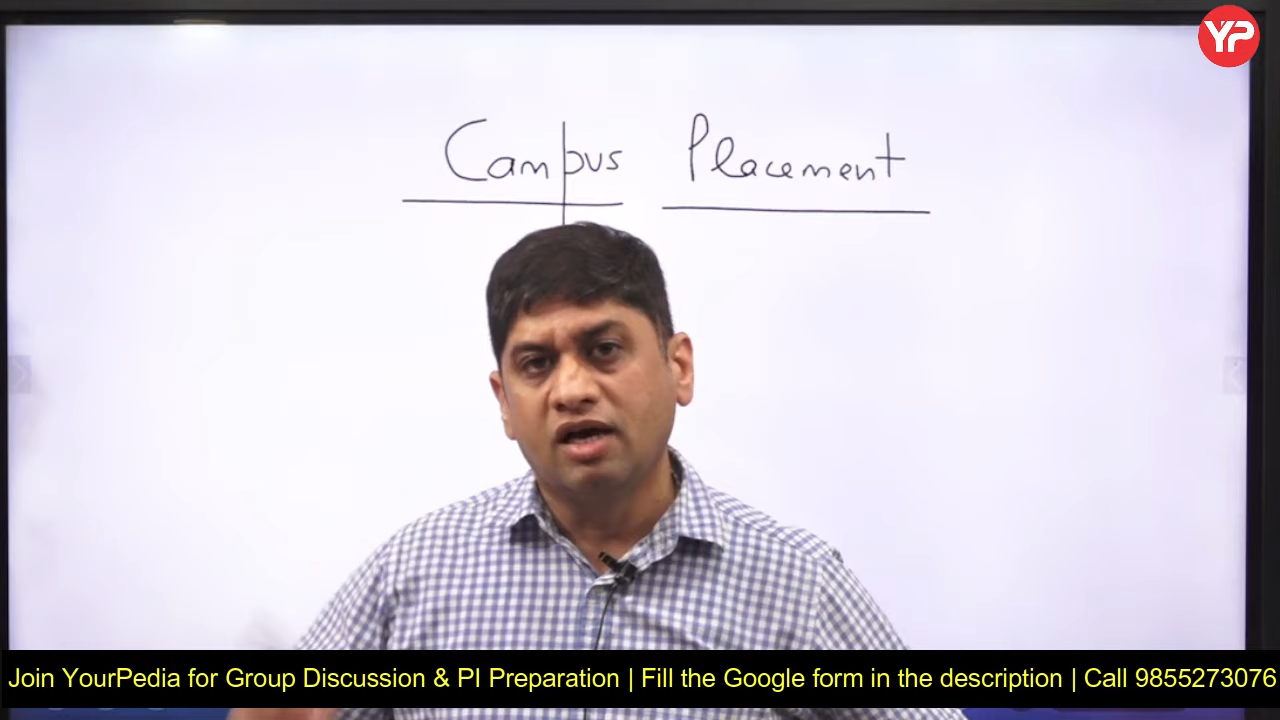 YP
Campus Placement
Join YourPedia for Group Discussion & PI Preparation | Fill the Google form in the description | Call 9855273076